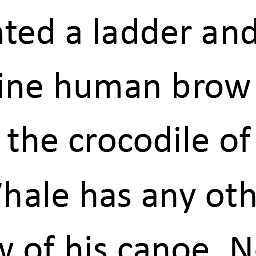 ated a ladder and
ine human brow
the crocodile of
Whale has any oth
of his canoe. N